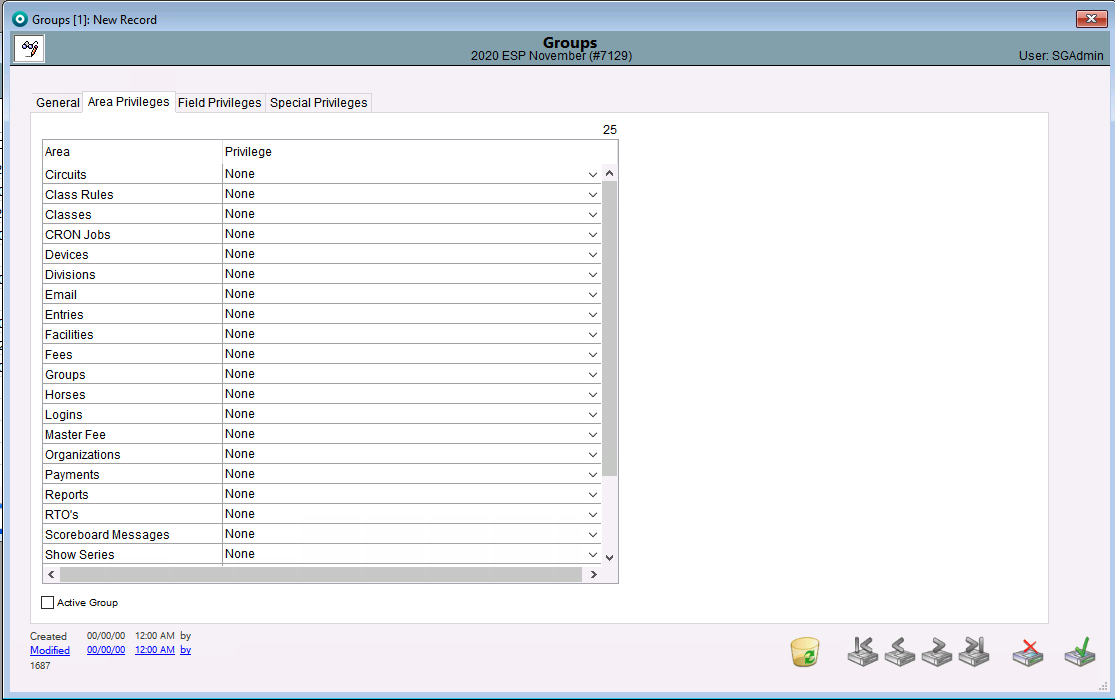 Groups [1]: New Record
Groups
2020 ESP November (#7129)
User: SGAdmin
General Area Privileges Field Privileges Special Privileges
25
Area Privilege
Circuits None
Class Rules None
Classes None
CRON Jobs None
Devices None
Divisions None
Email None
Entries None
Facilities None
Fees None
Groups None
Horses None
Logins None
Master Fee None
Organizations None
Payments None
Reports None
RTO's None
Scoreboard Messages None
Show Series None
Active Group
Created 00/00/00 12:00 AM by
Modified 00/00/00 12:00 AM by
1687